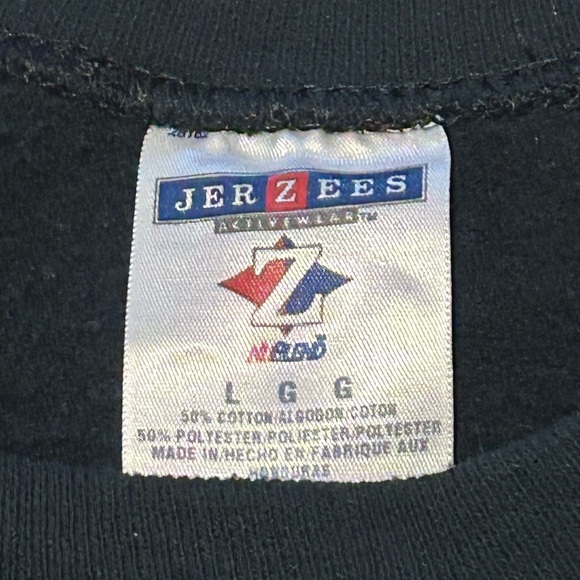 JERZEES
ACTIVEWEAR™
Z
NuBLEND
L G G
50% COTTON/ALGODON/COTON
50% POLYESTER/POLIESTER/POLYESTER
MADE IN/HECHO EN FABRIQUE AUX
HONDURAS